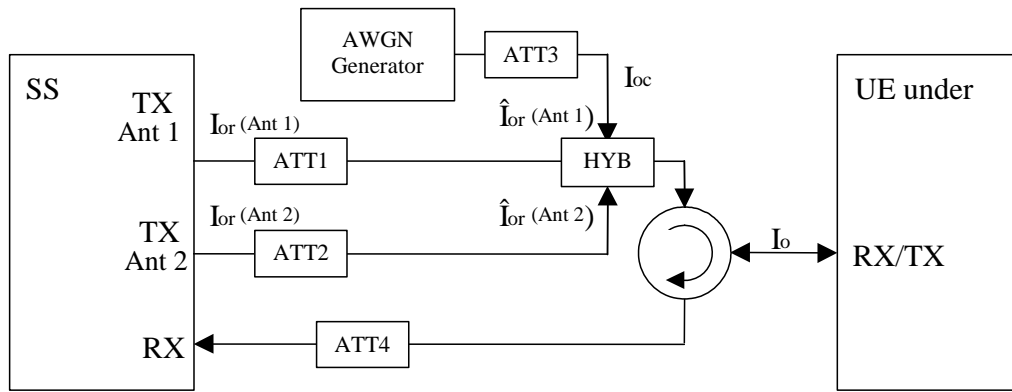 AWGN
Generator
ATT3
Ioc
SS
UE under
TX
Ant 1
Ior (Ant 1)
Îor (Ant 1)
ATT1
HYB
TX
Ant 2
Ior (Ant 2)
Îor (Ant 2)
ATT2
Io
RX/TX
RX
ATT4